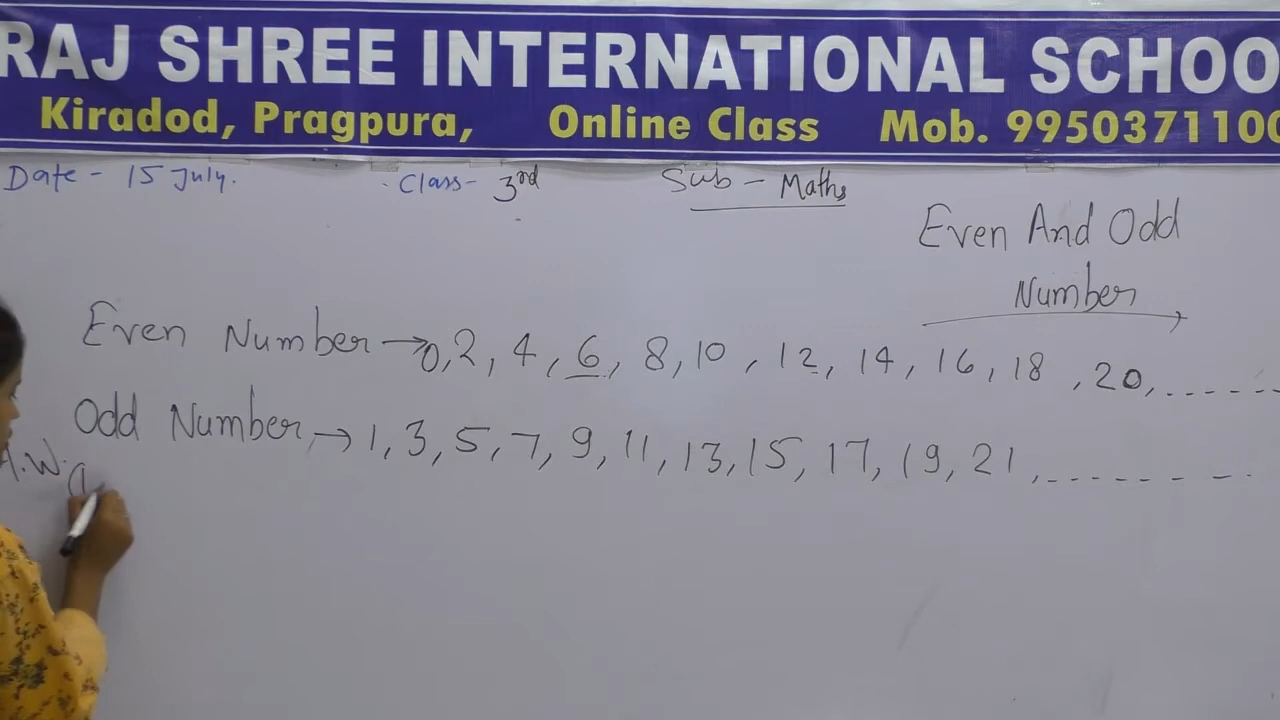 RAJ SHREE INTERNATIONAL SCHOO
Kiradod, Pragpura, Online Class Mob. 9950371100
Date - 15 July. Class - 3rd Sub - Maths
Even And Odd
Number
Even Number → 0, 2, 4, 6, 8, 10, 12, 14, 16, 18, 20, ......
Odd Number, → 1, 3, 5, 7, 9, 11, 13, 15, 17, 19, 21, - - - - - - - -
.W.